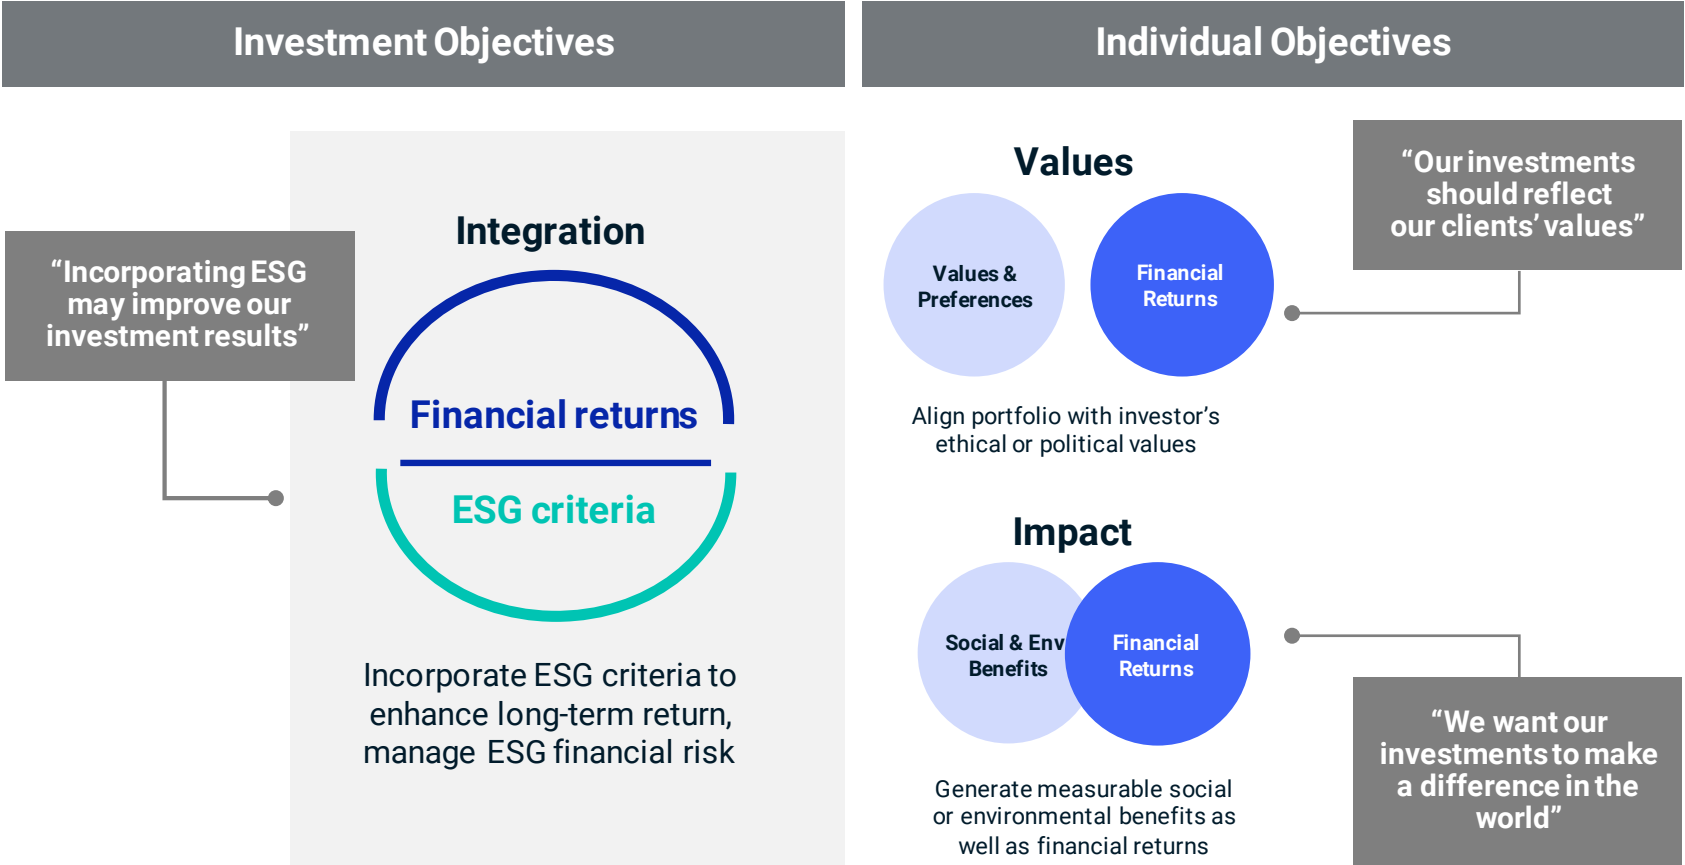 Investment Objectives
“Incorporating ESG
may improve our
investment results”
Integration
Financial returns
ESG criteria
Incorporate ESG criteria to
enhance long-term return,
manage ESG financial risk
Individual Objectives
Values
Values &
Preferences
Financial
Returns
Align portfolio with investor’s
ethical or political values
“Our investments
should reflect
our clients’ values”
Impact
Social & Env
Benefits
Financial
Returns
Generate measurable social
or environmental benefits as
well as financial returns
“We want our
investments to make
a difference in the
world”